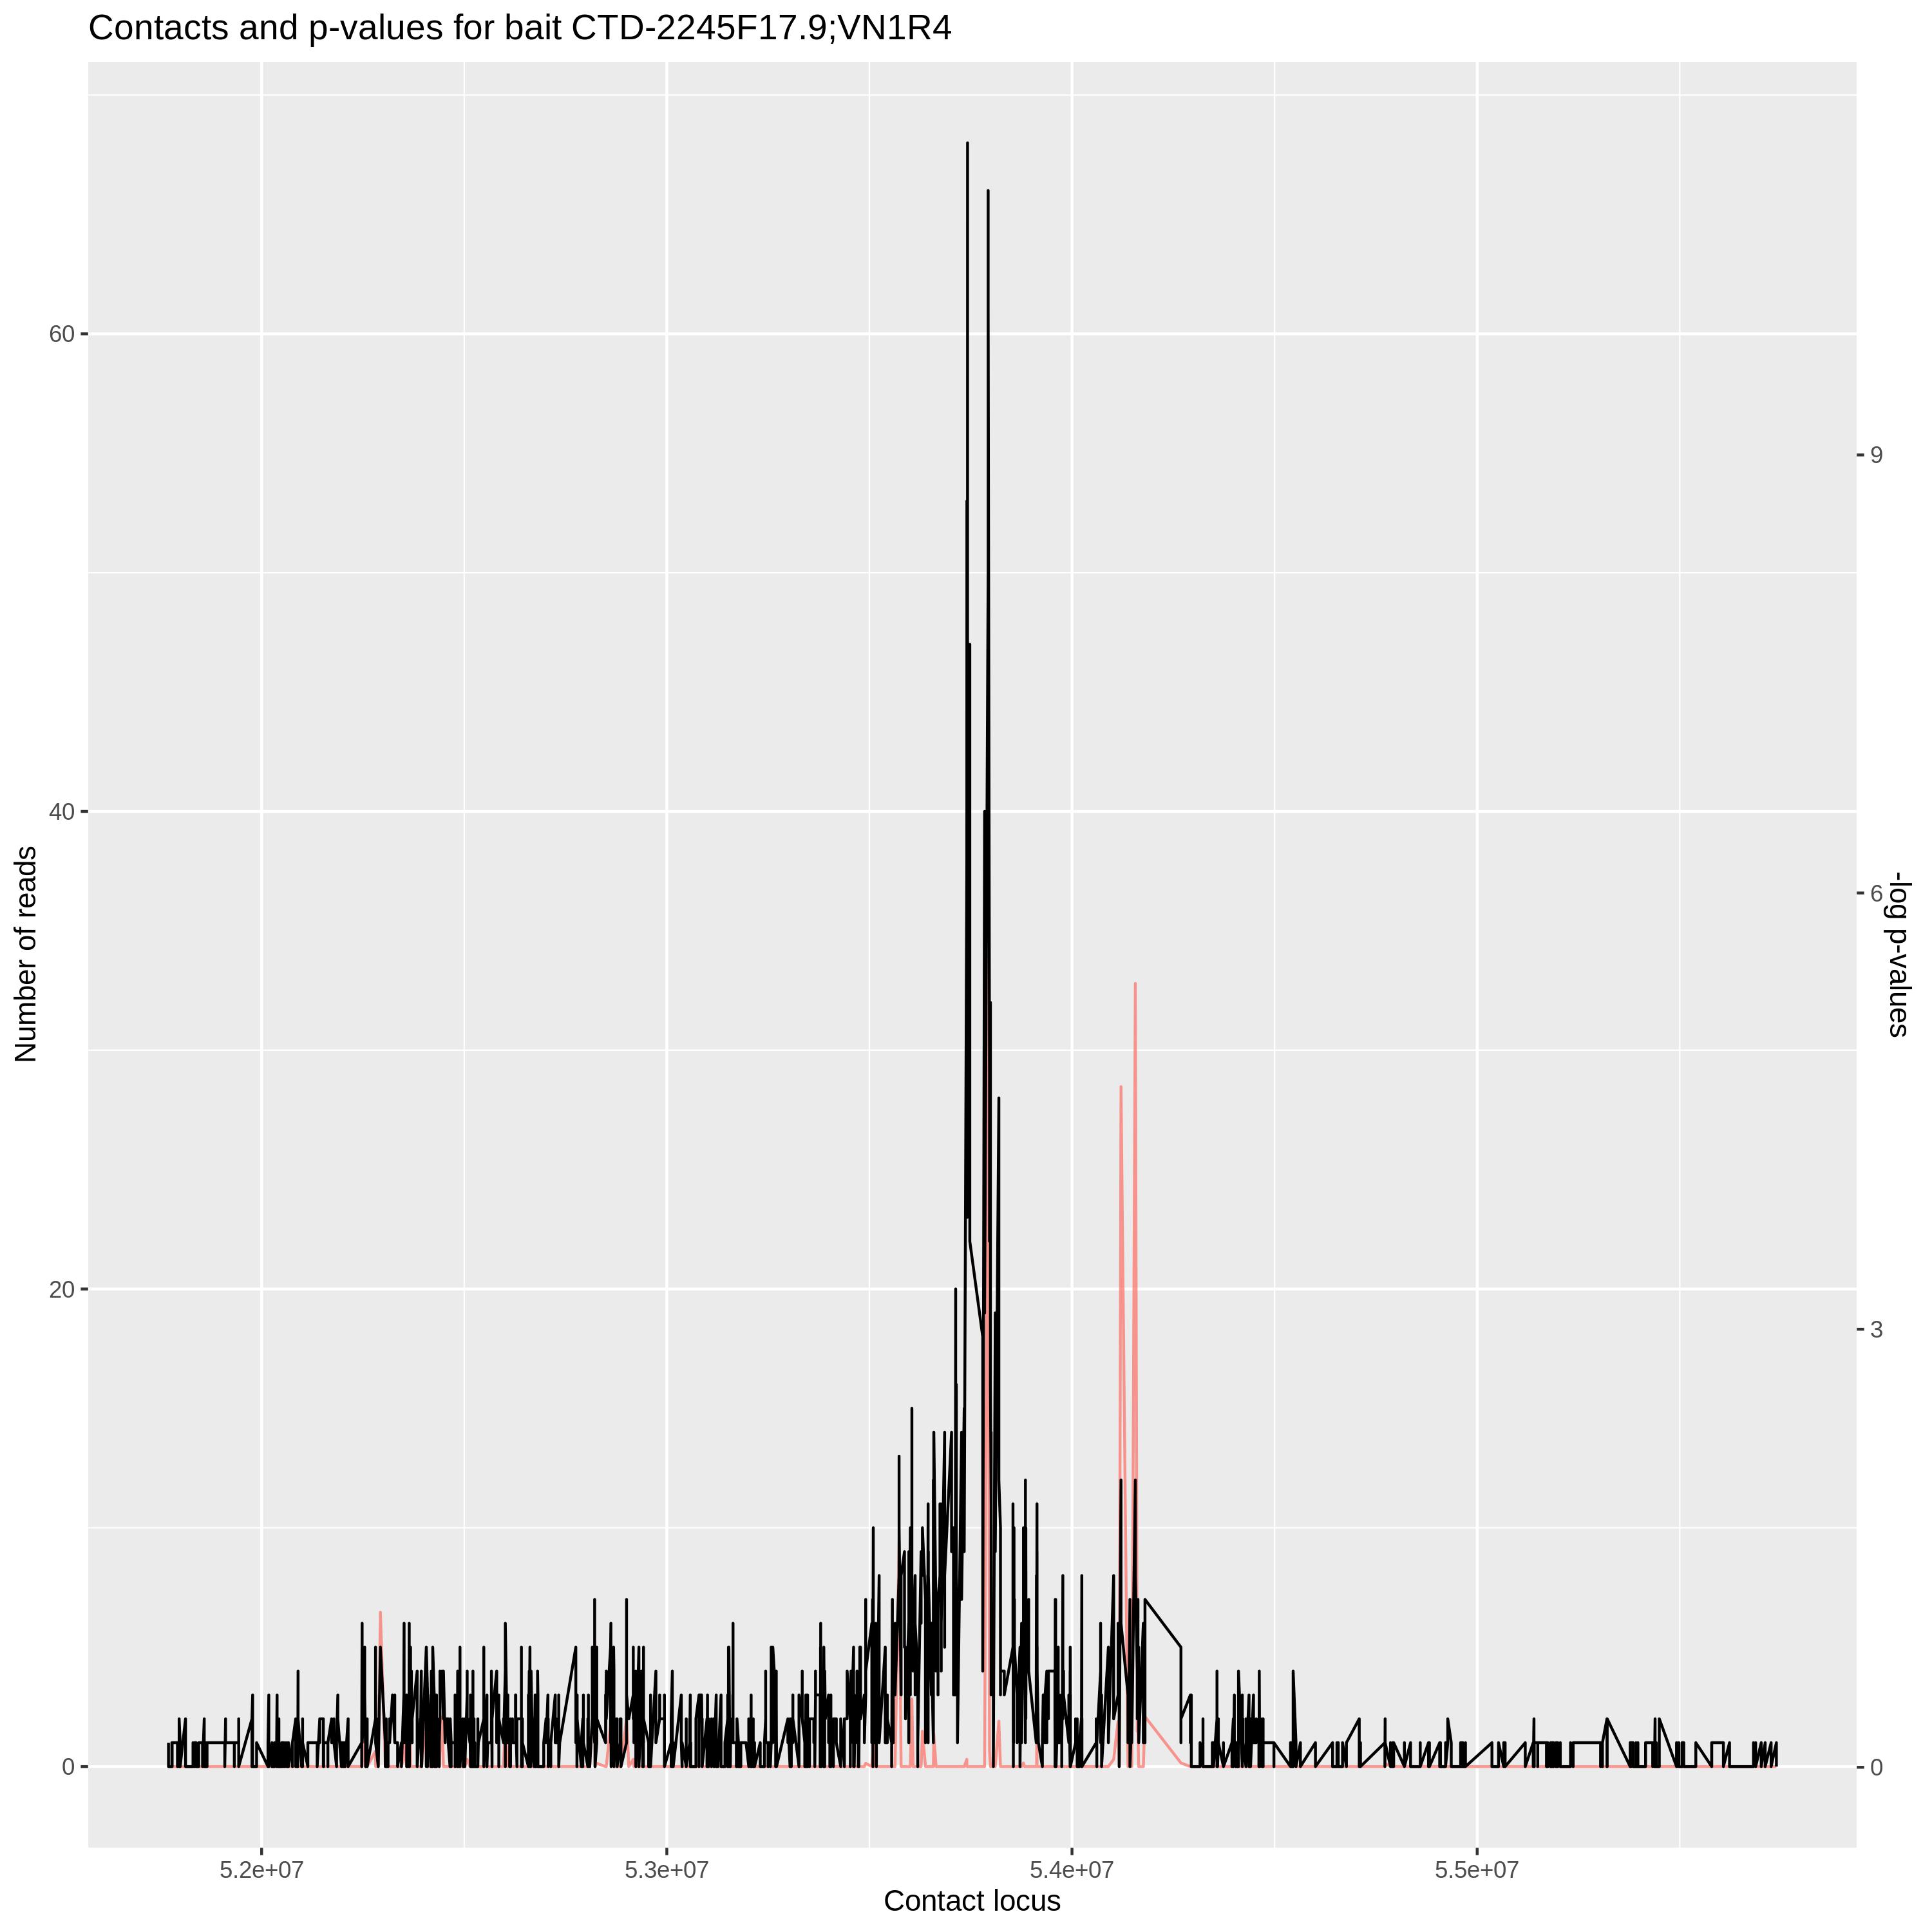 Contacts and p-values for bait CTD-2245F17.9;VN1R4
Number of reads
60
40
20
0
9
6
3
0
-log p-values
5.2e+07
5.3e+07
5.4e+07
5.5e+07
Contact locus